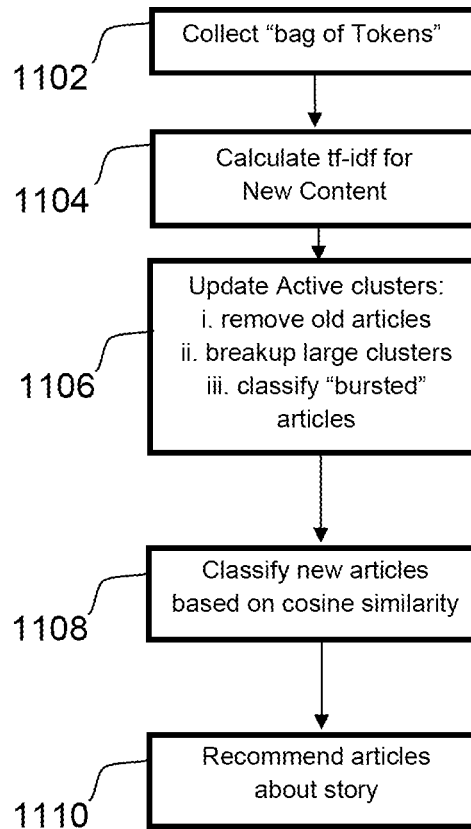 Collect “bag of Tokens”
1102
Calculate tf-idf for
New Content
1104
Update Active clusters:
i. remove old articles
ii. breakup large clusters
iii. classify “bursted”
articles
1106
Classify new articles
based on cosine similarity
1108
Recommend articles
about story
1110